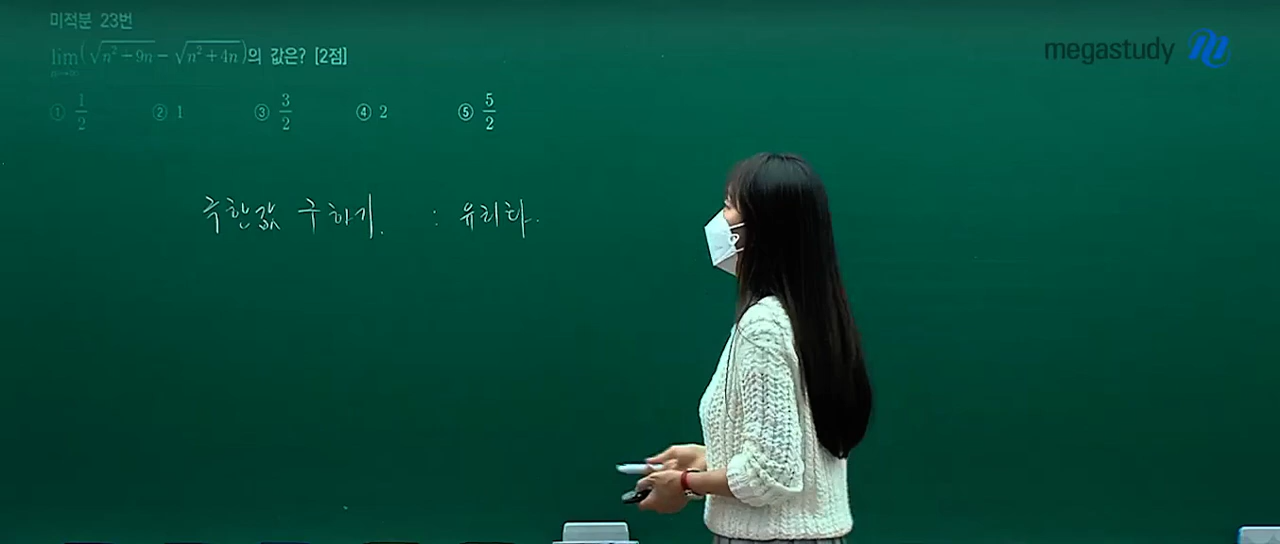 미적분 23번
lim(√n²+9n − √n²+4n)의 값은? [2점]
n→∞
① 1/2 ② 1 ③ 3/2 ④ 2 ⑤ 5/2
극한값 구하기. : 유리화.
megastudy